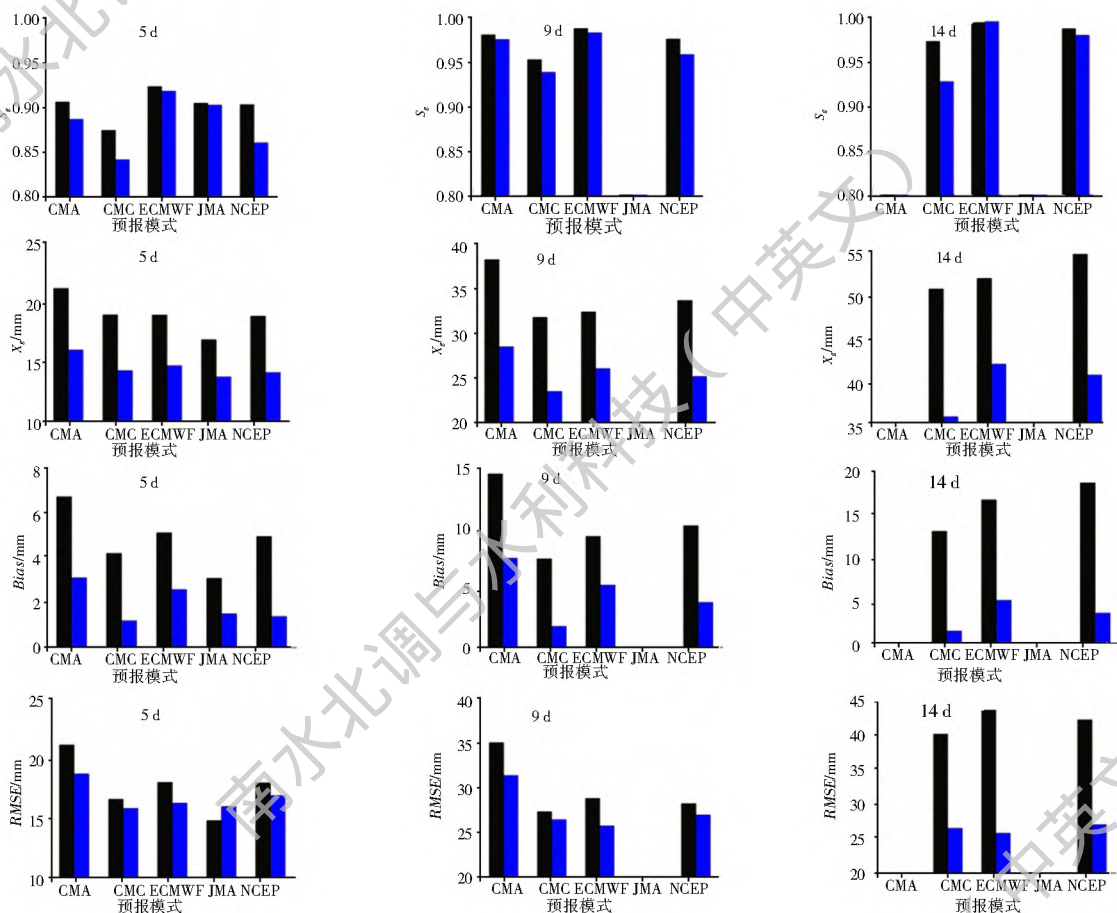 5 d
1.00
0.95
0.90
0.85
0.80
Sg
CMA CMC ECMWF JMA NCEP
预报模式
9 d
1.00
0.95
0.90
0.85
0.80
CMA CMC ECMWF JMA NCEP
预报模式
14 d
1.00
0.95
0.90
0.85
0.80
CMA CMC ECMWF JMA NCEP
预报模式
5 d
25
20
15
10
/mm
CMA CMC ECMWF JMA NCEP
预报模式
9 d
40
35
30
25
20
/mm
CMA CMC ECMWF JMA NCEP
预报模式
14 d
55
50
45
40
35
/mm
CMA CMC ECMWF JMA NCEP
预报模式
5 d
8
6
4
2
0
Bias/mm
CMA CMC ECMWF JMA NCEP
预报模式
9 d
15
10
5
0
Bias/mm
CMA CMC ECMWF JMA NCEP
预报模式
14 d
20
15
10
5
0
Bias/mm
CMA CMC ECMWF JMA NCEP
预报模式
5 d
25
20
15
10
RMSE/mm
CMA CMC ECMWF JMA NCEP
预报模式
9 d
40
35
30
25
20
RMSE/mm
CMA CMC ECMWF JMA NCEP
预报模式
14 d
45
40
35
30
25
20
RMSE/mm
CMA CMC ECMWF JMA NCEP
预报模式
南水北调与水利科技（中英文）
南水北调
中英文